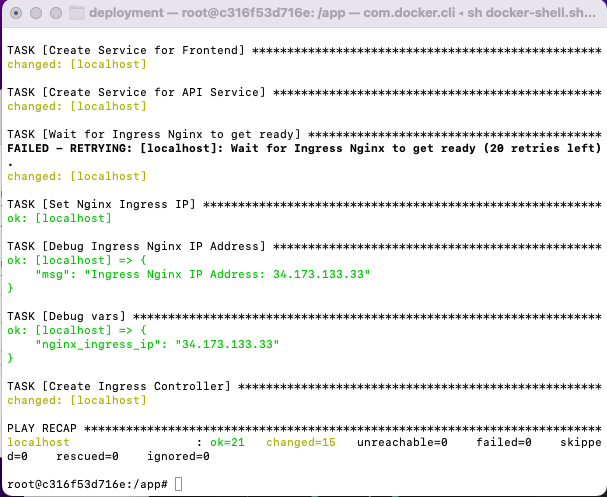 deployment — root@c316f53d716e: /app — com.docker.cli ◂ sh docker-shell.sh...
TASK [Create Service for Frontend] **************************************************
changed: [localhost]
TASK [Create Service for API Service] ***********************************************
changed: [localhost]
TASK [Wait for Ingress Nginx to get ready] ******************************************
FAILED - RETRYING: [localhost]: Wait for Ingress Nginx to get ready (20 retries left)
.
changed: [localhost]
TASK [Set Nginx Ingress IP] *********************************************************
ok: [localhost]
TASK [Debug Ingress Nginx IP Address] ***********************************************
ok: [localhost] => {
    "msg": "Ingress Nginx IP Address: 34.173.133.33"
}
TASK [Debug vars] *******************************************************************
ok: [localhost] => {
    "nginx_ingress_ip": "34.173.133.33"
}
TASK [Create Ingress Controller] ****************************************************
changed: [localhost]
PLAY RECAP **************************************************************************
localhost                  : ok=21   changed=15   unreachable=0    failed=0    skippe
d=0    rescued=0    ignored=0
root@c316f53d716e:/app#